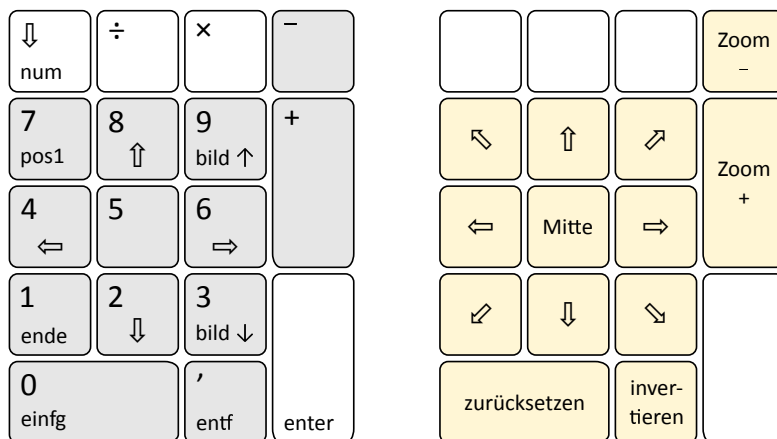 ⇩ ÷ × −
num
7 8 9 +
pos1 ⇧ bild ↑
4 5 6
⇦ ⇨
1 2 3
ende ⇩ bild ↓
0 ,
einfg entf enter
Zoom
−
⬁ ⇧ ⬀
Zoom
+
⇦ Mitte ⇨
⬃ ⇩ ⬂
zurücksetzen
inver-
tieren